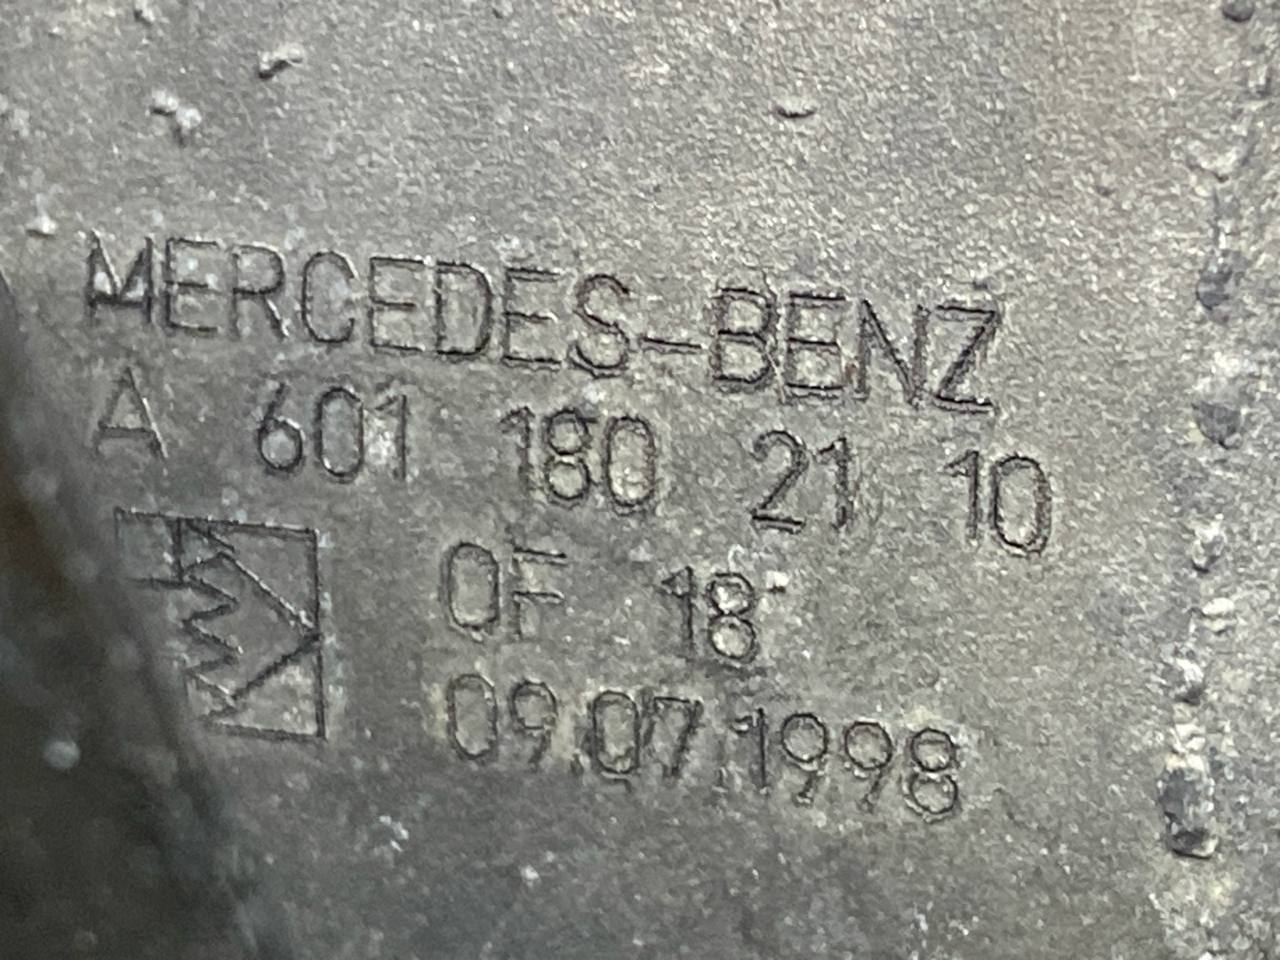 MERCEDES-BENZ
A 601 180 21 10
OF 18
09.07.1998